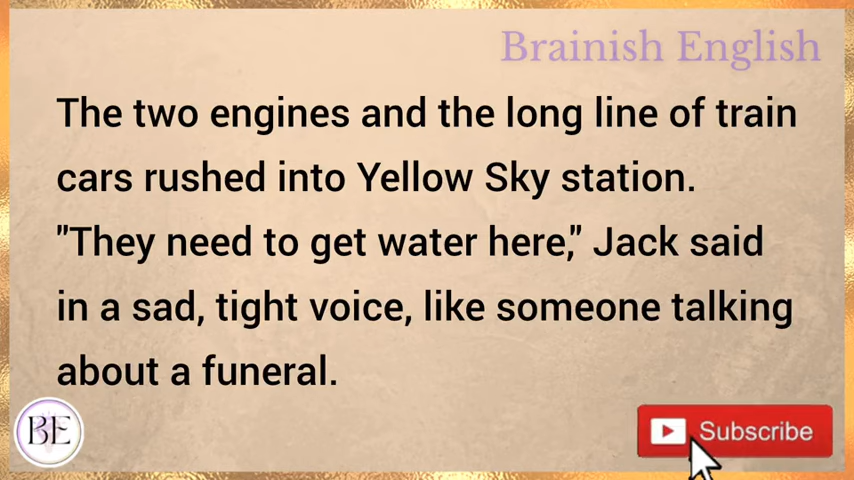 Brainish English
The two engines and the long line of train
cars rushed into Yellow Sky station.
"They need to get water here," Jack said
in a sad, tight voice, like someone talking
about a funeral.
BE
Subscribe